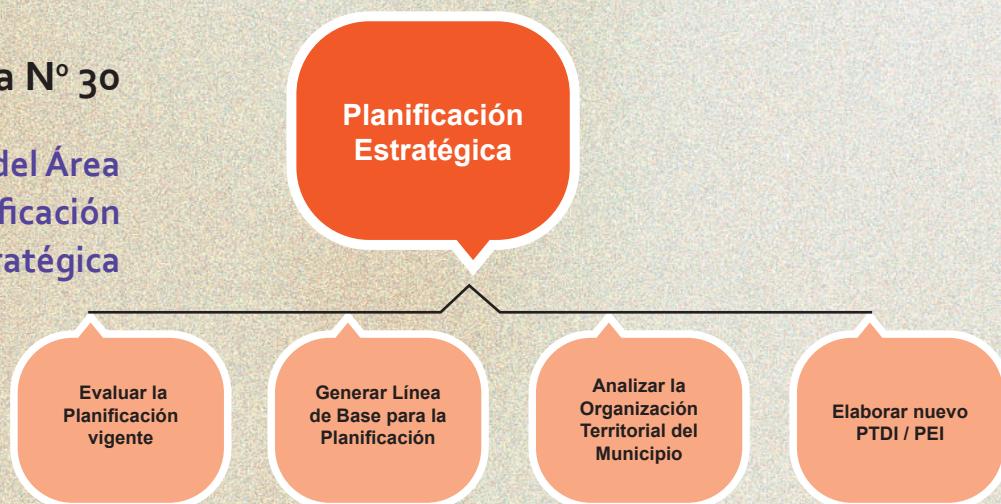 a Nº 30
del Área
ficación
ratégica
Planificación
Estratégica
Evaluar la
Planificación
vigente
Generar Línea
de Base para la
Planificación
Analizar la
Organización
Territorial del
Municipio
Elaborar nuevo
PTDI / PEI